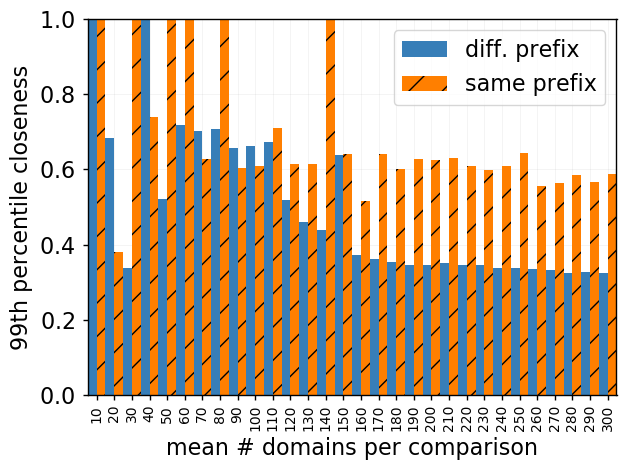 1.0
0.8
0.6
0.4
0.2
0.0
99th percentile closeness
diff. prefix
same prefix
10 20 30 40 50 60 70 80 90 100 110 120 130 140 150 160 170 180 190 200 210 220 230 240 250 260 270 280 290 300
mean # domains per comparison